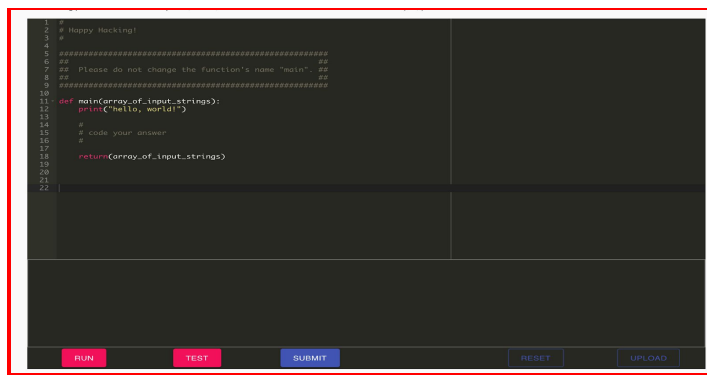 1 #
2 # Happy Hacking!
3 #
4
5 #######################################################
6 ## ##
7 ## Please do not change the function's name "main". ##
8 ## ##
9 #######################################################
10
11 def main(array_of_input_strings):
12 print("hello, world!")
13
14 #
15 # code your answer
16 #
17
18 return(array_of_input_strings)
19
20
21
22
RUN TEST SUBMIT RESET UPLOAD